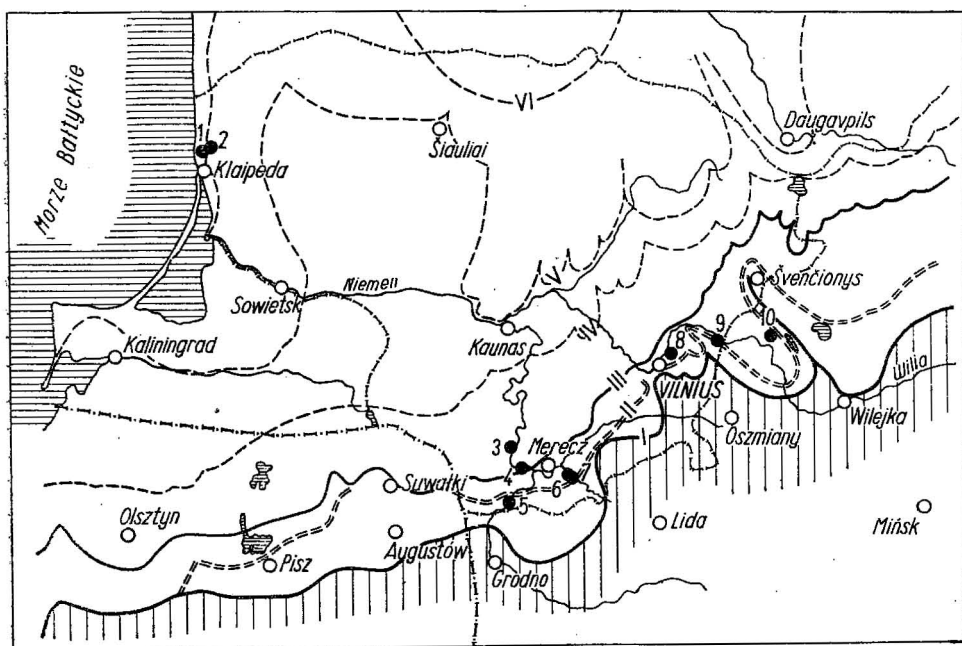 Morze Bałtyckie
VI
Daugavpils
1 2
Šiauliai
Klaipeda
Švenčionys
V
Sowietsk
Niemen
IV
Kaunas
Kaliningrad
8
9
10
VILNIUS
Wilia
III
II
Wilejka
Oszmiany
I
3
Merecz
4
6
Suwałki
5
Lida
Mińsk
Olsztyn
Augustów
Pisz
Grodno